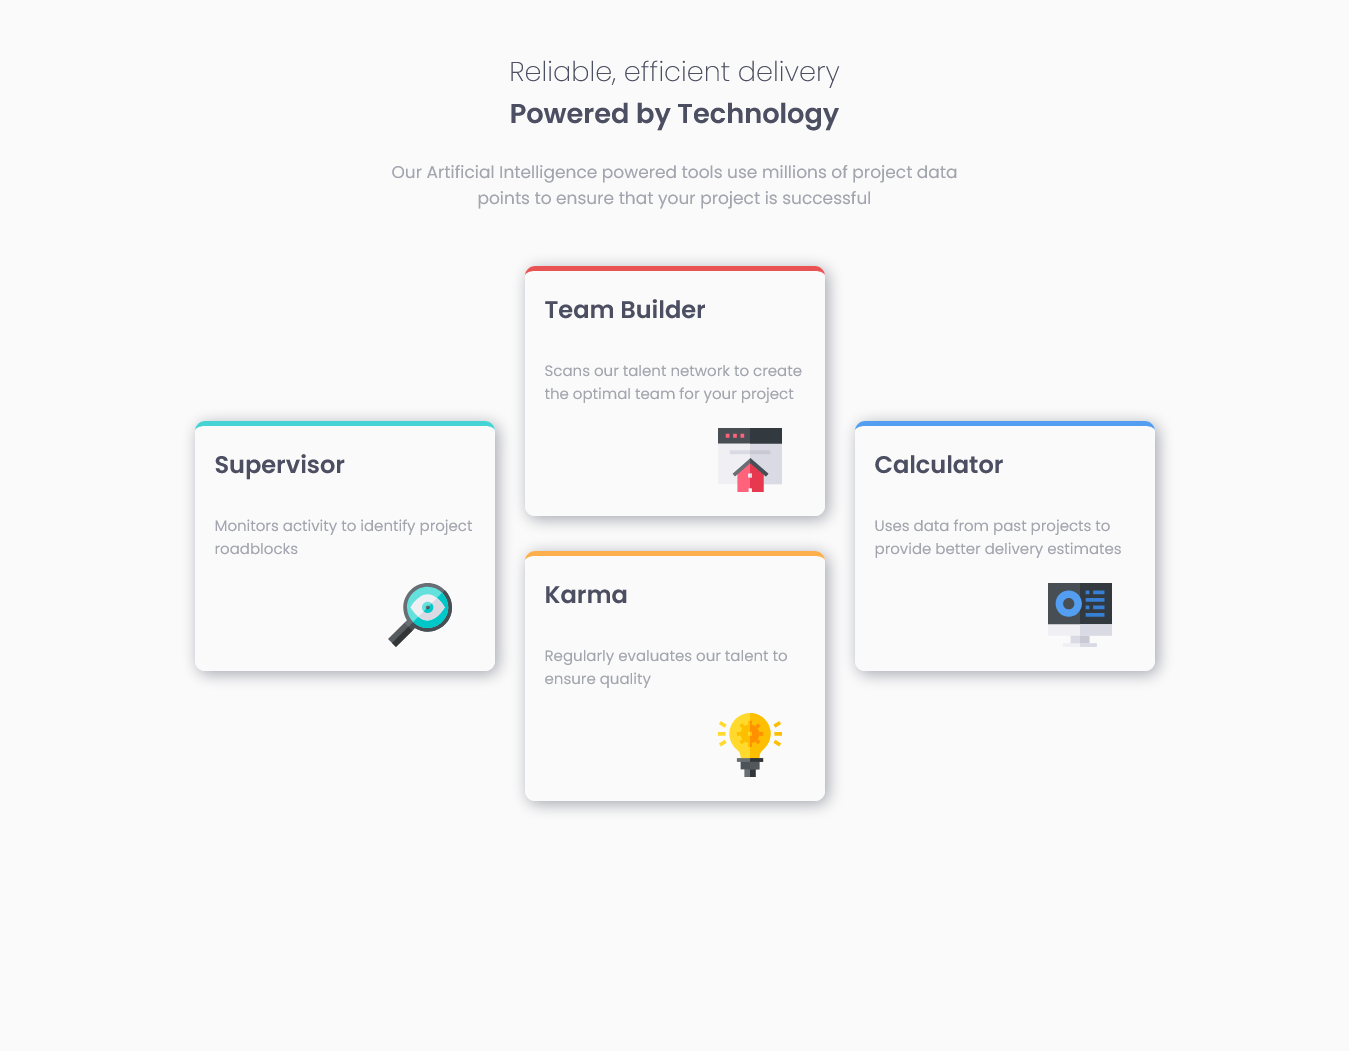 Reliable, efficient delivery
Powered by Technology
Our Artificial Intelligence powered tools use millions of project data
points to ensure that your project is successful
Team Builder
Scans our talent network to create
the optimal team for your project
Supervisor
Monitors activity to identify project
roadblocks
Calculator
Uses data from past projects to
provide better delivery estimates
Karma
Regularly evaluates our talent to
ensure quality